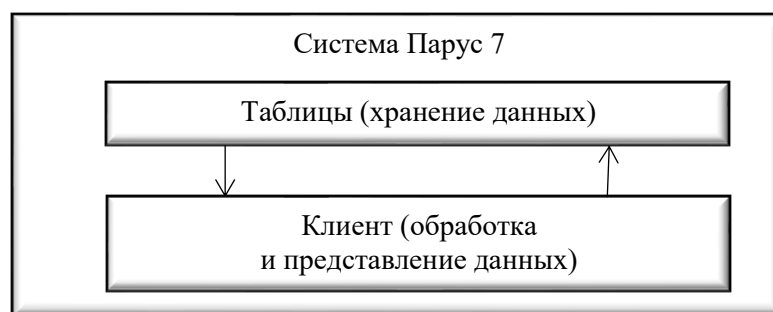 Система Парус 7
Таблицы (хранение данных)
Клиент (обработка
и представление данных)